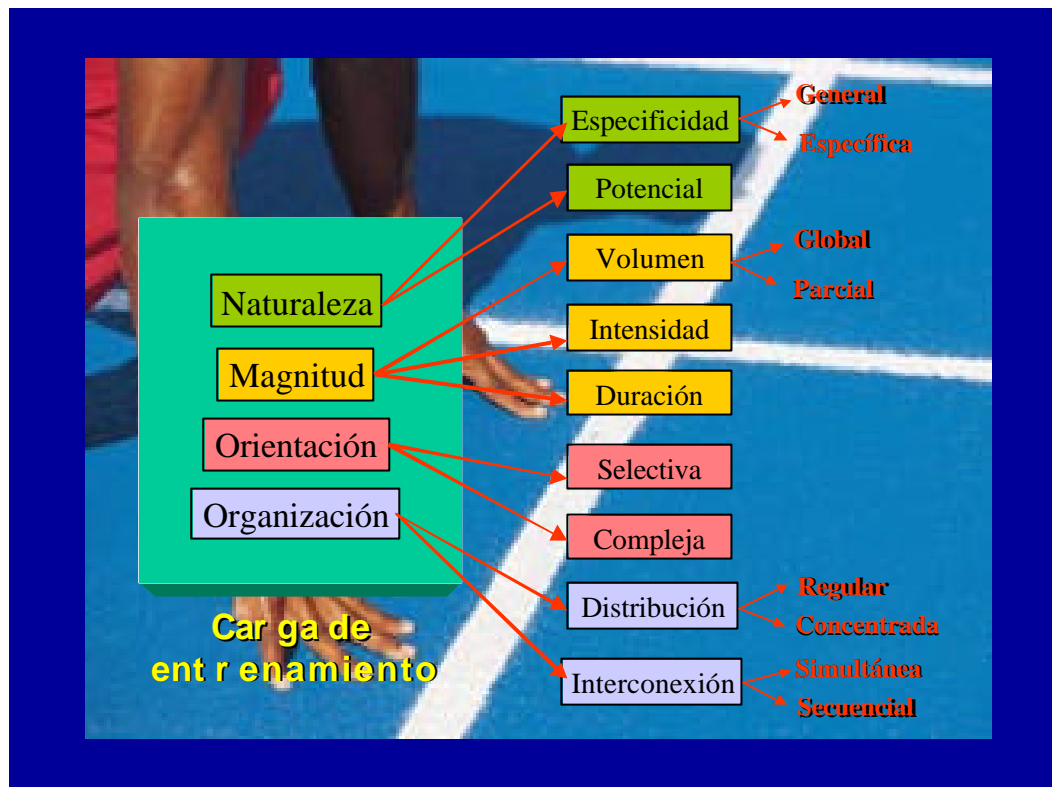 Naturaleza
Magnitud
Orientación
Organización
Car ga de
ent r enamiento
Especificidad
General
Específica
Potencial
Volumen
Global
Parcial
Intensidad
Duración
Selectiva
Compleja
Distribución
Regular
Concentrada
Interconexión
Simultánea
Secuencial